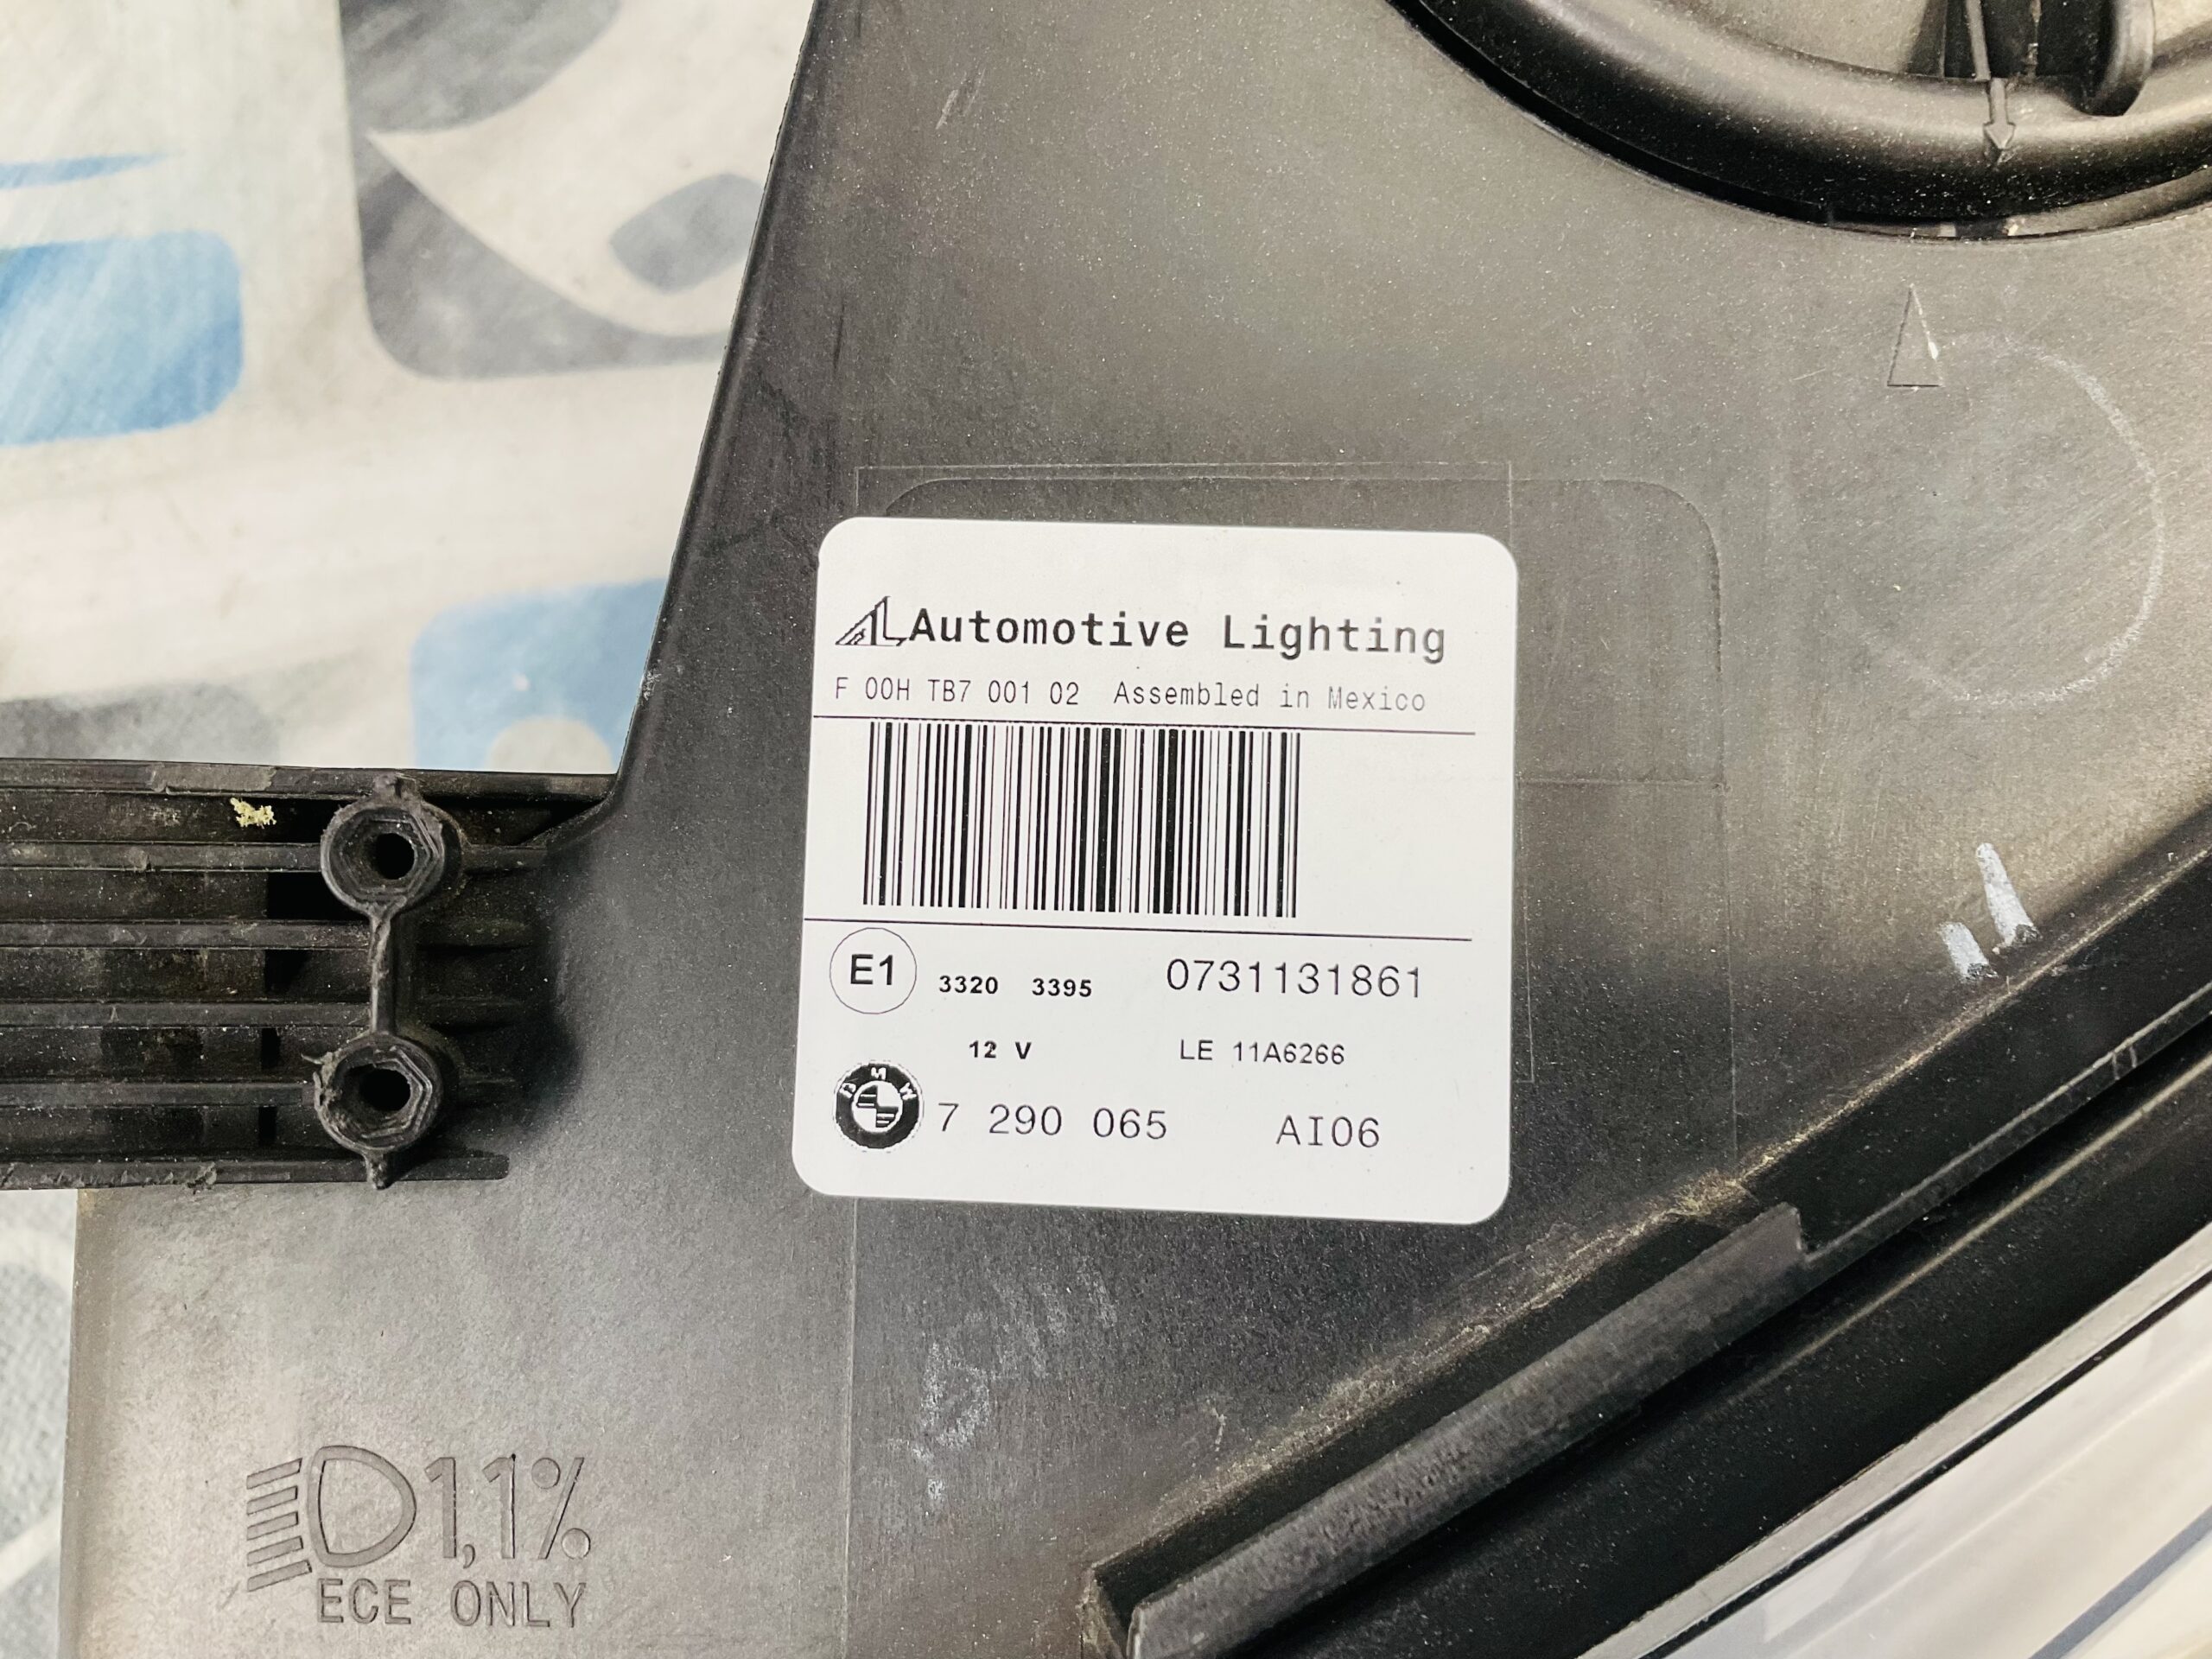 AL Automotive Lighting
F 00H TB7 001 02 Assembled in Mexico
E1 3320 3395 0731131861
12 V LE 11A6266
BMW 7 290 065 AI06
1,1%
ECE ONLY